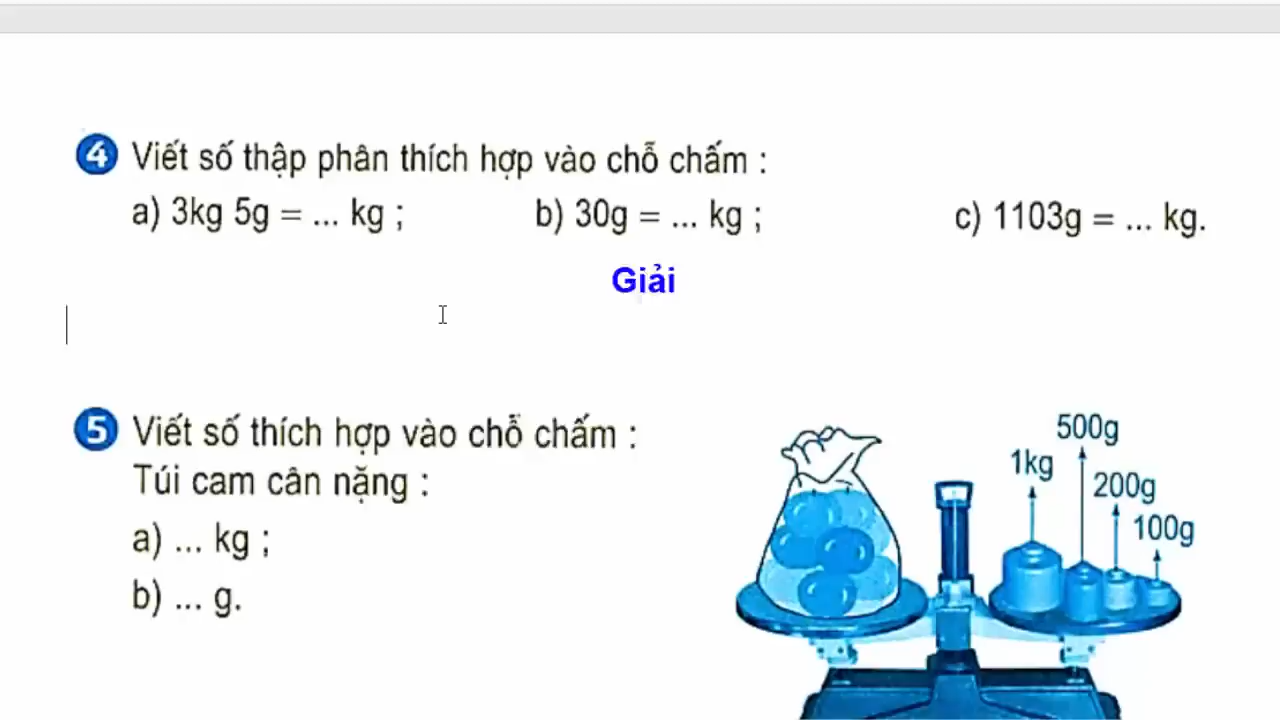 4 Viết số thập phân thích hợp vào chỗ chấm :
a) 3kg 5g = ... kg ; b) 30g = ... kg ; c) 1103g = ... kg.
Giải
5 Viết số thích hợp vào chỗ chấm :
Túi cam cân nặng :
a) ... kg ;
b) ... g.
500g
1kg
200g
100g